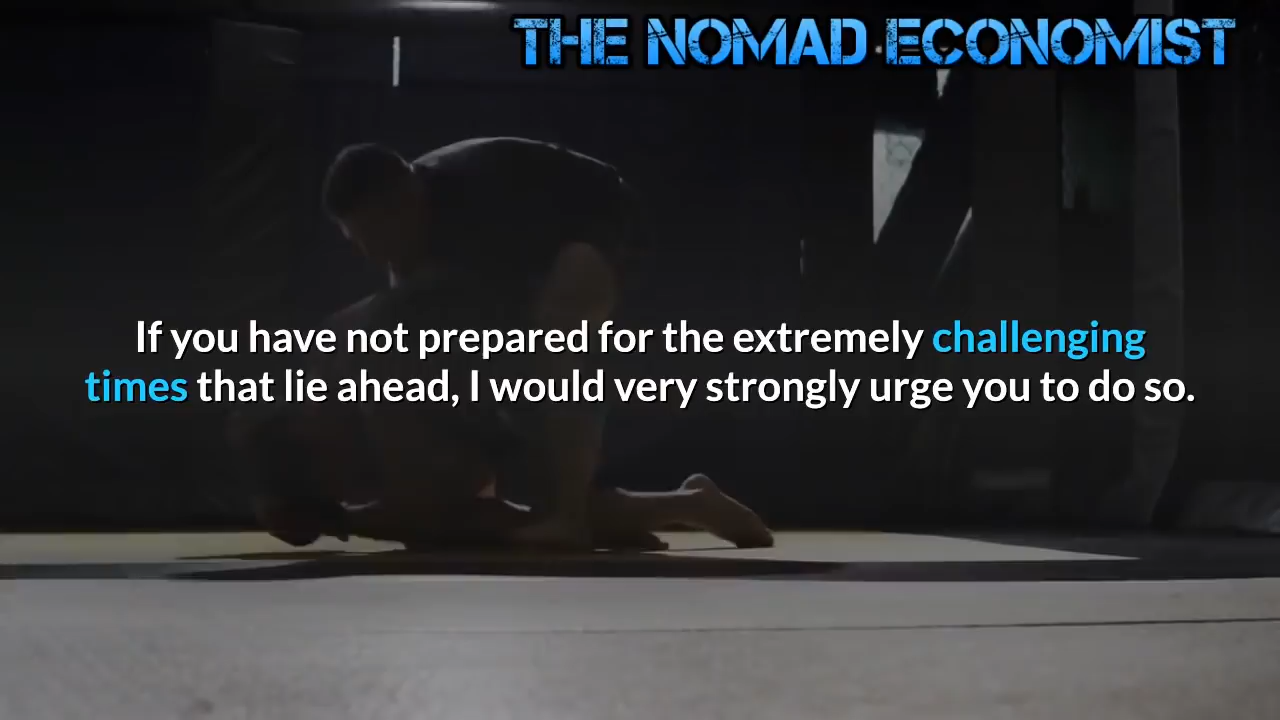 THE NOMAD ECONOMIST
If you have not prepared for the extremely challenging
times that lie ahead, I would very strongly urge you to do so.